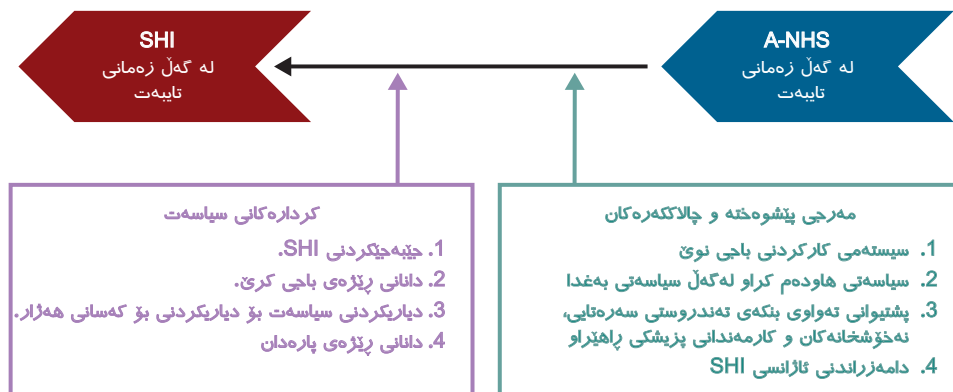 A-NHS
لە گەڵ زەمانی
تایبەت
SHI
لە گەڵ زەمانی
تایبەت
مەرجی پێشوەختە و چالاککەرەکان
1. سیستەمی کارکردنی باجی نوێ
2. سیاسەتی هاودەم کراو لەگەڵ سیاسەتی بەغدا
3. پشتیوانی تەواوی بنکەی تەندروستی سەرەتایی،
نەخۆشخانەکان و کارمەندانی پزیشکی ڕاهێراو
4. دامەزراندنی ئاژانسی SHI
کردارەکانی سیاسەت
1. جێبەجێکردنی SHI.
2. دانانی ڕێژەی باجی کرێ.
3. دیاریکردنی سیاسەت بۆ دیاریکردنی بۆ کەسانی هەژار.
4. دانانی ڕێژەی پارەدان